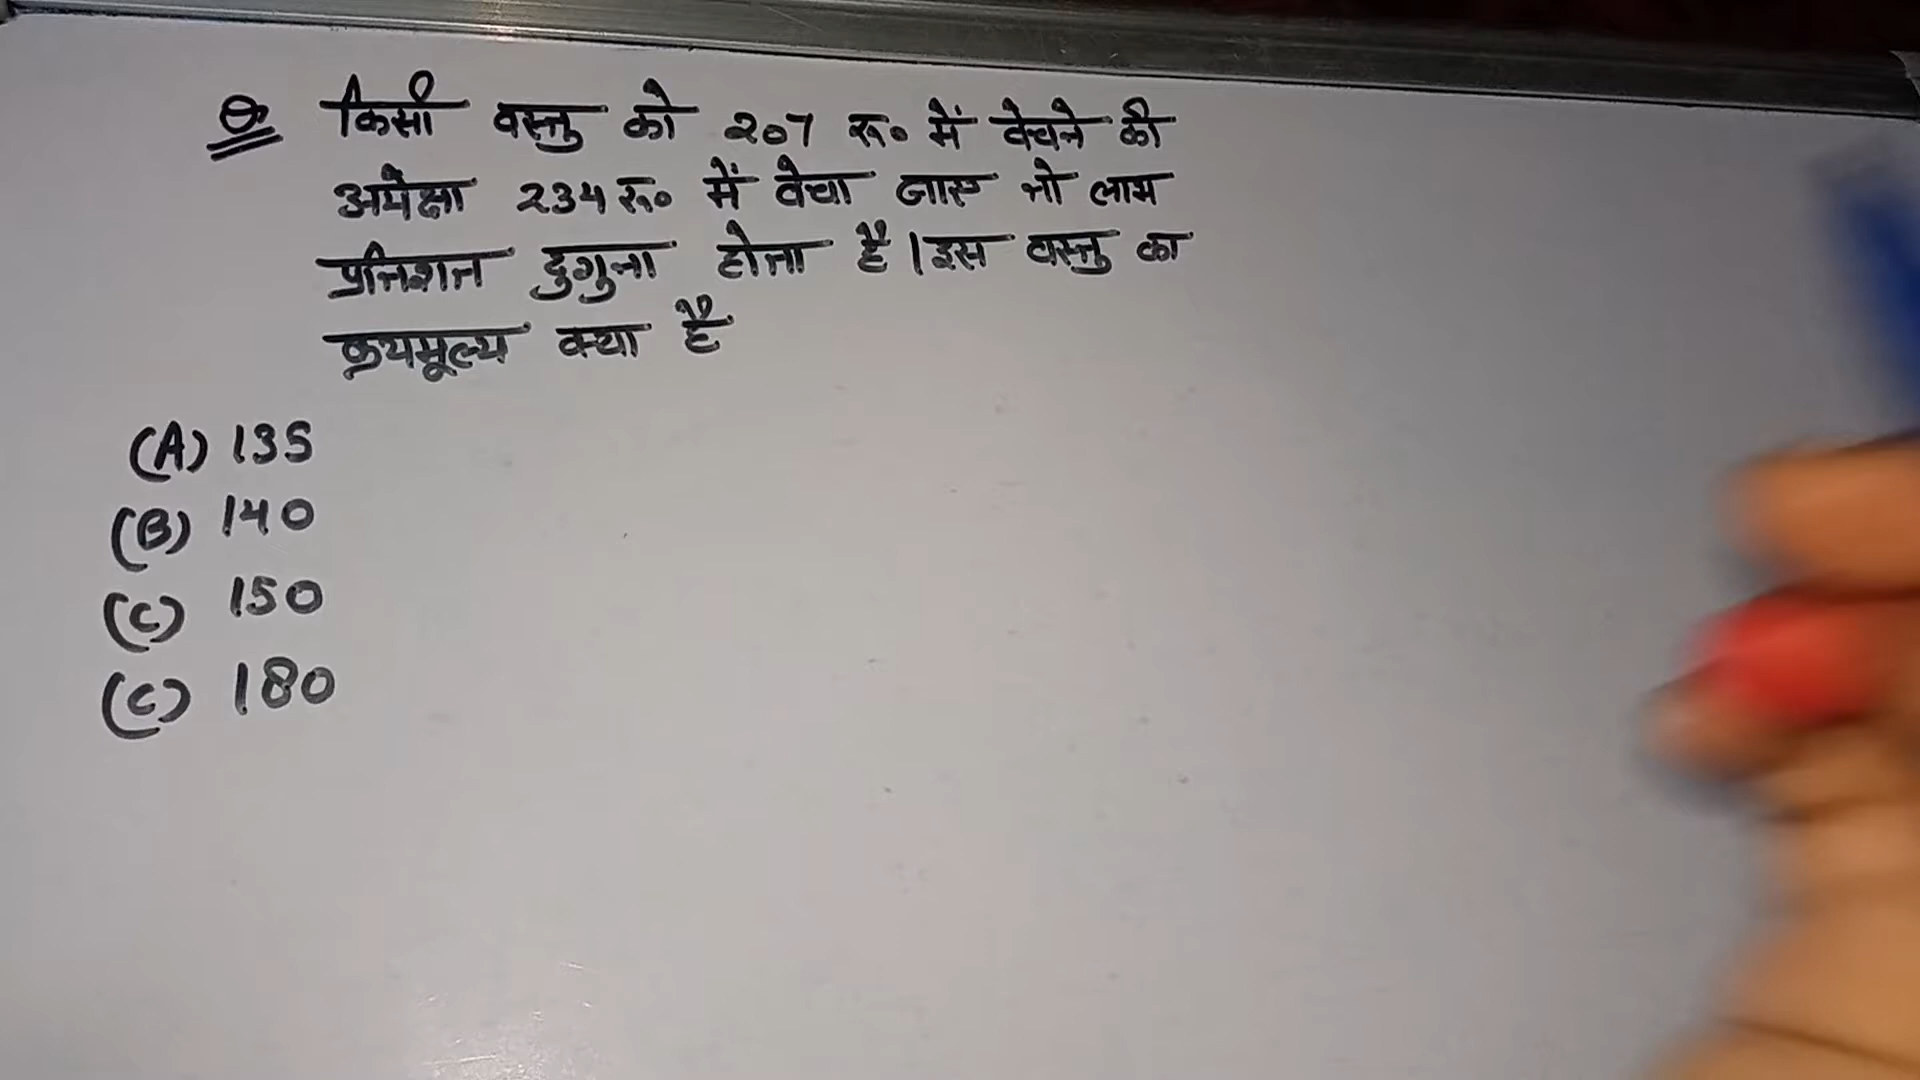 Q किसी वस्तु को 207 रू० में बेचने की
अपेक्षा 234 रू० में वेचा जाए तो लाभ
प्रतिशत दुगुना होता है । इस वस्तु का
क्रयमूल्य क्या है
(A) 135
(B) 140
(C) 150
(C) 180